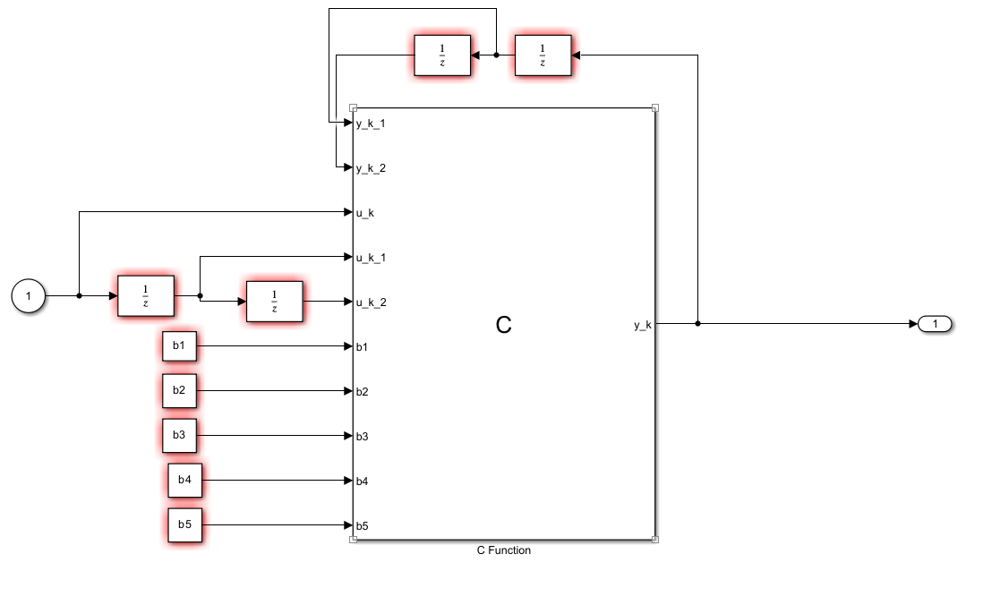 1
z
1
z
y_k_1
y_k_2
u_k
u_k_1
1
1
z
1
z
u_k_2
C
y_k
1
b1
b1
b2
b2
b3
b3
b4
b4
b5
b5
C Function